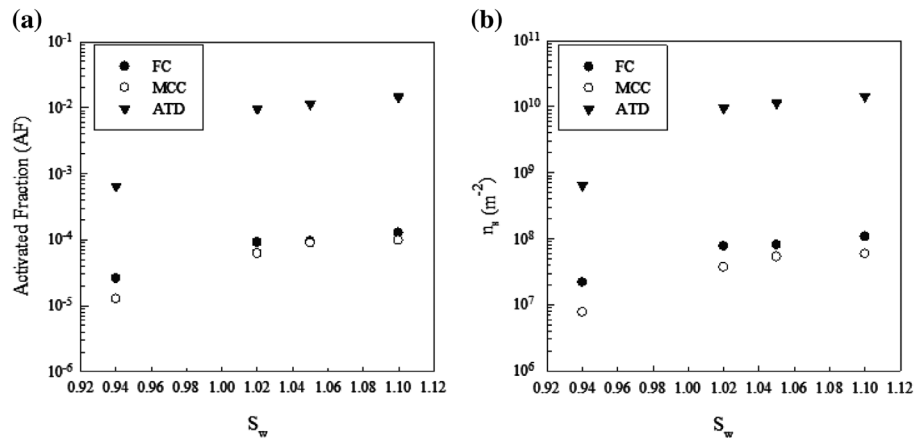 (a)
10⁻¹
10⁻²
10⁻³
10⁻⁴
10⁻⁵
10⁻⁶
Activated Fraction (AF)
FC
MCC
ATD
0.92 0.94 0.96 0.98 1.00 1.02 1.04 1.06 1.08 1.10 1.12
S_w
(b)
10¹¹
10¹⁰
10⁹
10⁸
10⁷
10⁶
n_s (m⁻²)
FC
MCC
ATD
0.92 0.94 0.96 0.98 1.00 1.02 1.04 1.06 1.08 1.10 1.12
S_w